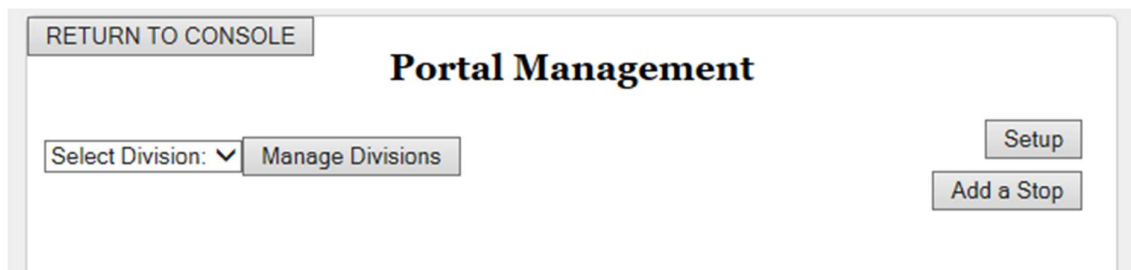 RETURN TO CONSOLE
Portal Management
Select Division: Manage Divisions
Setup
Add a Stop